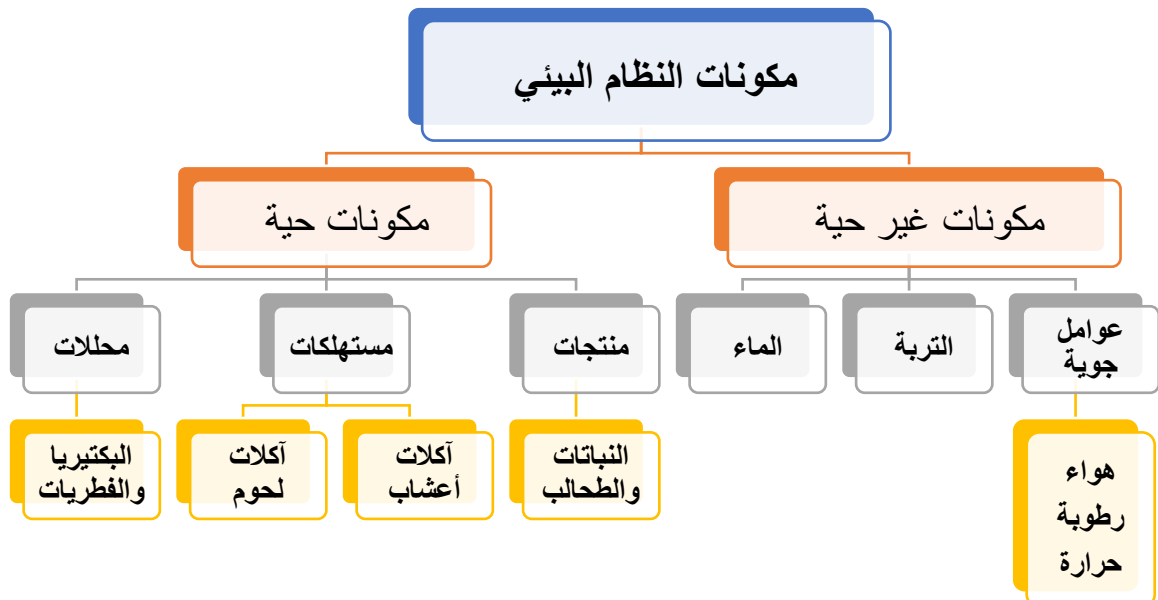 مكونات النظام البيئي
مكونات غير حية
مكونات حية
عوامل
جوية
التربة
الماء
منتجات
مستهلكات
محللات
هواء
رطوبة
حرارة
النباتات
والطحالب
آكلات
أعشاب
آكلات
لحوم
البكتيريا
والفطريات